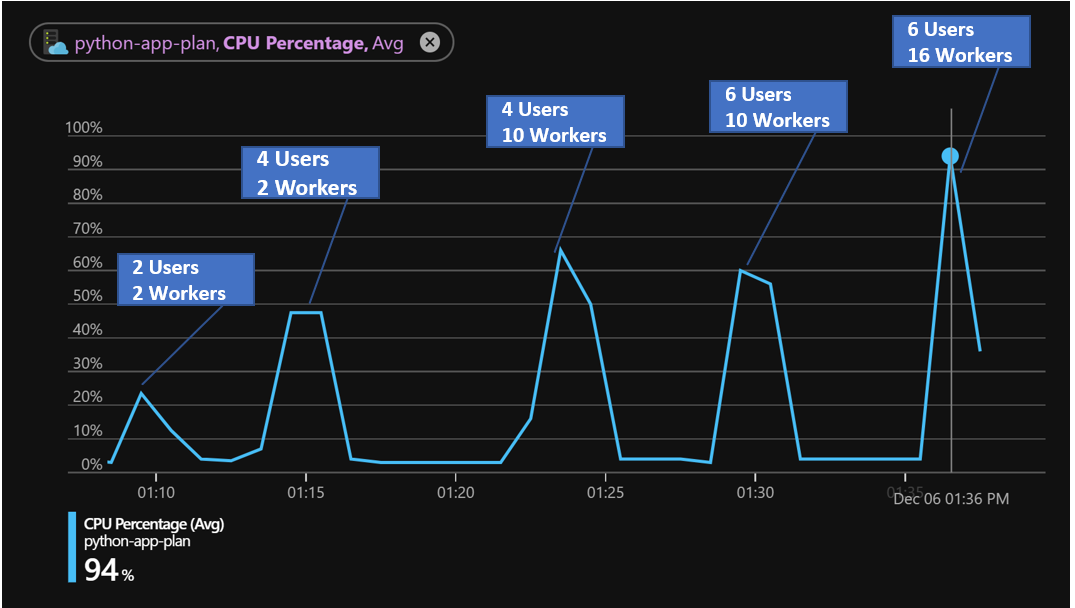 python-app-plan, CPU Percentage, Avg
6 Users
16 Workers
6 Users
10 Workers
4 Users
10 Workers
4 Users
2 Workers
2 Users
2 Workers
100%
90%
80%
70%
60%
50%
40%
30%
20%
10%
0%
01:10
01:15
01:20
01:25
01:30
01:35
Dec 06 01:36 PM
CPU Percentage (Avg)
python-app-plan
94%